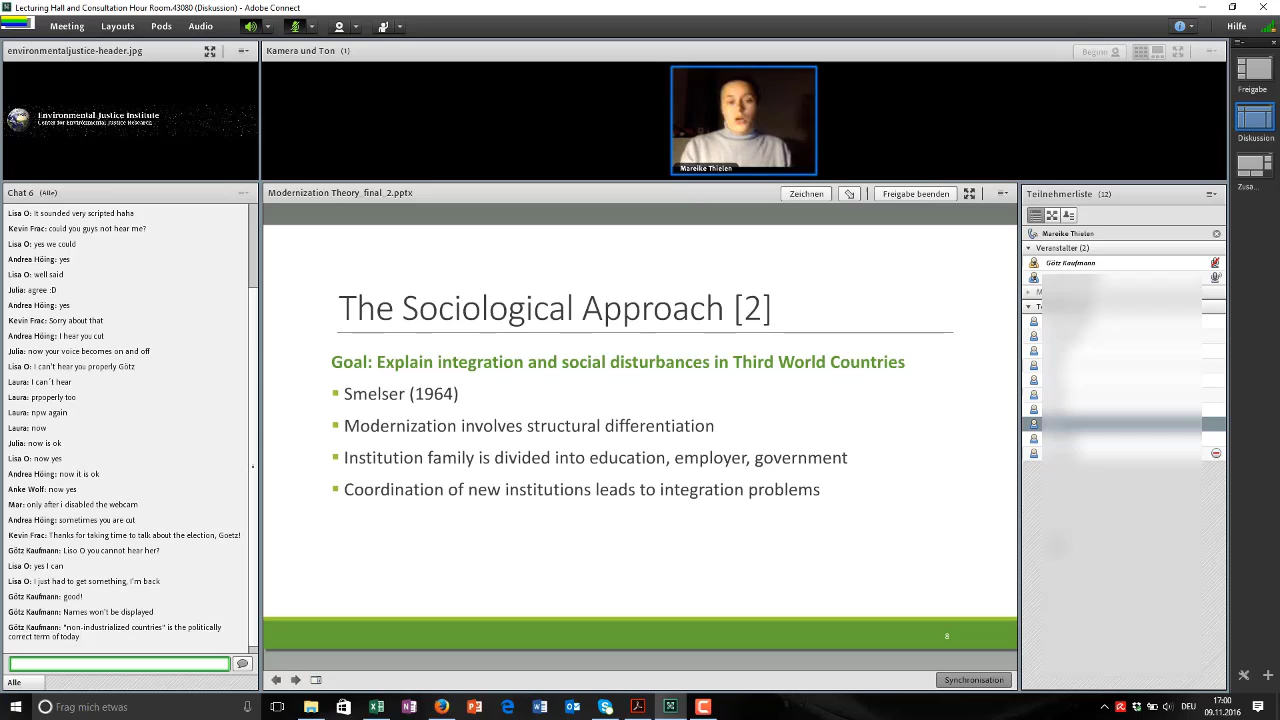 Lecturing Hall and Consultation Hour Room.43080 (Diskussion) - Adobe Connect
Meeting Layouts Pods Audio Hilfe
environmentaljustice-header.jpg
Environmental Justice Institute
Center for Environmental Justice Research
Kamera und Ton (1)
Beginn
Mareike Thielen
Freigabe
Diskussion
Zusa...
Chat 6 (Alle)
Lisa O: It sounded very scripted haha
Kevin Frac: could you guys not hear me?
Lisa O: yes we could
Andrea Höing: yes
Lisa O: well said
Julia: agree :D
Andrea Höing: yes
Kevin Frac: Sorry about that
Andrea Höing: I hear you cut
Julia: now your voice becomes on and off
Lisa O: I can't hear you properly Götz
Laura: I can´t hear
Laura: prpoperly too
Laura: npw again
Laura: now
Julia: now is ok
Lisa O: now yes
Andrea Höing: now it is ok
Anke Wolf: now yes
Mar: only after i disabled the webcam
Andrea Höing: sometimes you are cut
Kevin Frac: Thanks for taking time to talk about the election, Goetz!
Götz Kaufmann: Liso O you cannot hear her?
Lisa O: yes I can
Lisa O: I just had to get something, I'm back
Götz Kaufmann: good!
Götz Kaufmann: Names won't be displayed
Götz Kaufmann: "non-industrialized countries" is the politically
correct term of today
Alle
Modernization Theory_final_2.pptx
Zeichnen
Freigabe beenden
The Sociological Approach [2]
Goal: Explain integration and social disturbances in Third World Countries
Smelser (1964)
Modernization involves structural differentiation
Institution family is divided into education, employer, government
Coordination of new institutions leads to integration problems
8
Synchronisation
Teilnehmerliste (12)
Mareike Thielen
Veranstalter (2)
Götz Kaufmann
Frag mich etwas
DEU
17:00
09.11.2016